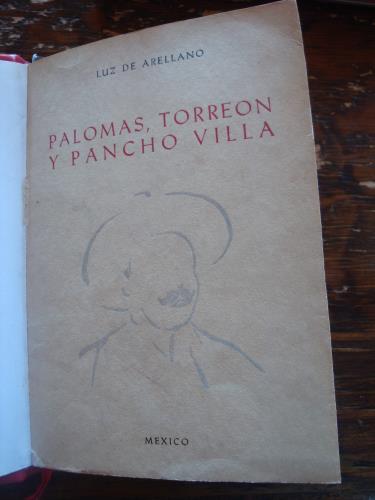 LUZ DE ARELLANO
PALOMAS, TORREON
Y PANCHO VILLA
MEXICO